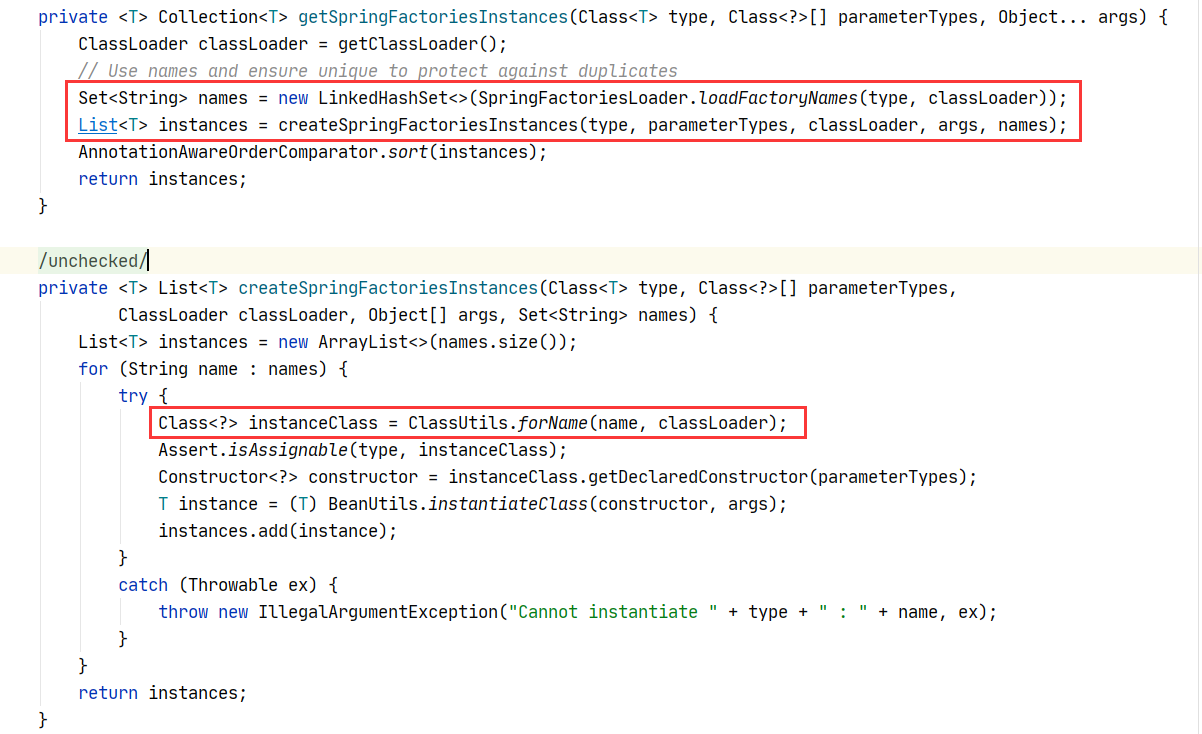 private <T> Collection<T> getSpringFactoriesInstances(Class<T> type, Class<?>[] parameterTypes, Object... args) {
    ClassLoader classLoader = getClassLoader();
    // Use names and ensure unique to protect against duplicates
    Set<String> names = new LinkedHashSet<>(SpringFactoriesLoader.loadFactoryNames(type, classLoader));
    List<T> instances = createSpringFactoriesInstances(type, parameterTypes, classLoader, args, names);
    AnnotationAwareOrderComparator.sort(instances);
    return instances;
}
/unchecked/
private <T> List<T> createSpringFactoriesInstances(Class<T> type, Class<?>[] parameterTypes,
        ClassLoader classLoader, Object[] args, Set<String> names) {
    List<T> instances = new ArrayList<>(names.size());
    for (String name : names) {
        try {
            Class<?> instanceClass = ClassUtils.forName(name, classLoader);
            Assert.isAssignable(type, instanceClass);
            Constructor<?> constructor = instanceClass.getDeclaredConstructor(parameterTypes);
            T instance = (T) BeanUtils.instantiateClass(constructor, args);
            instances.add(instance);
        }
        catch (Throwable ex) {
            throw new IllegalArgumentException("Cannot instantiate " + type + " : " + name, ex);
        }
    }
    return instances;
}